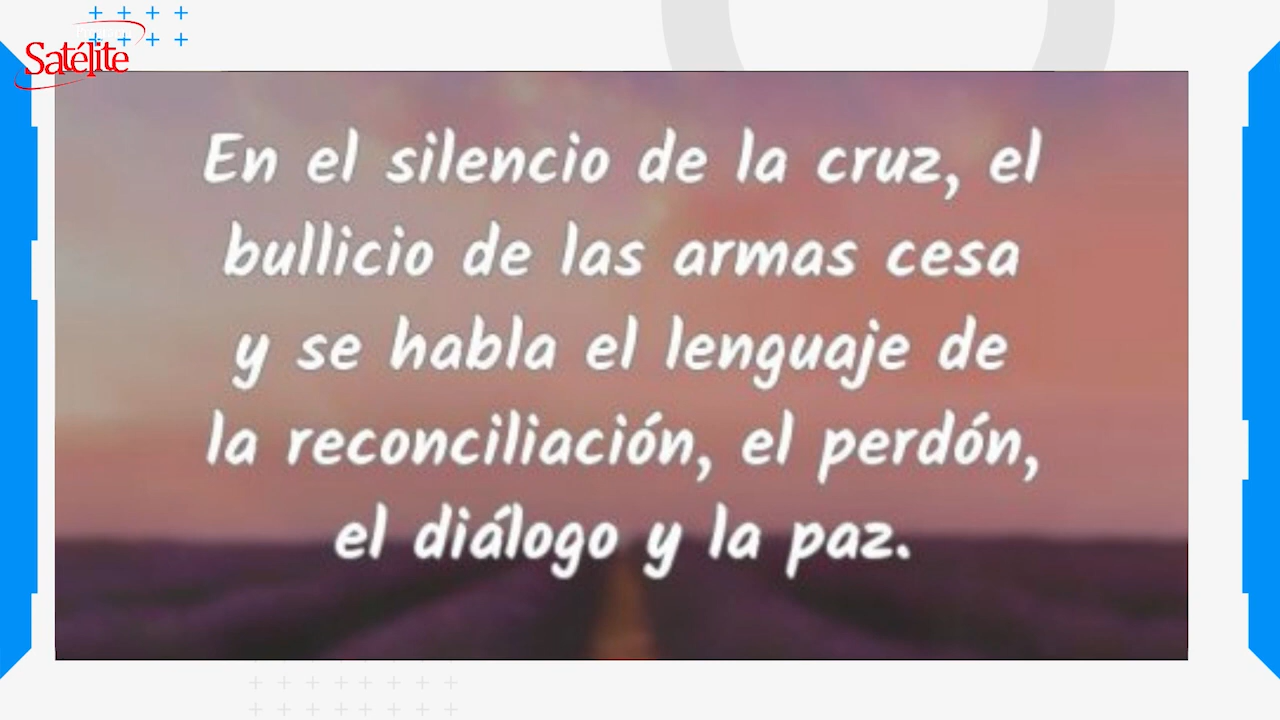 Satélite
En el silencio de la cruz, el
bullicio de las armas cesa
y se habla el lenguaje de
la reconciliación, el perdón,
el diálogo y la paz.